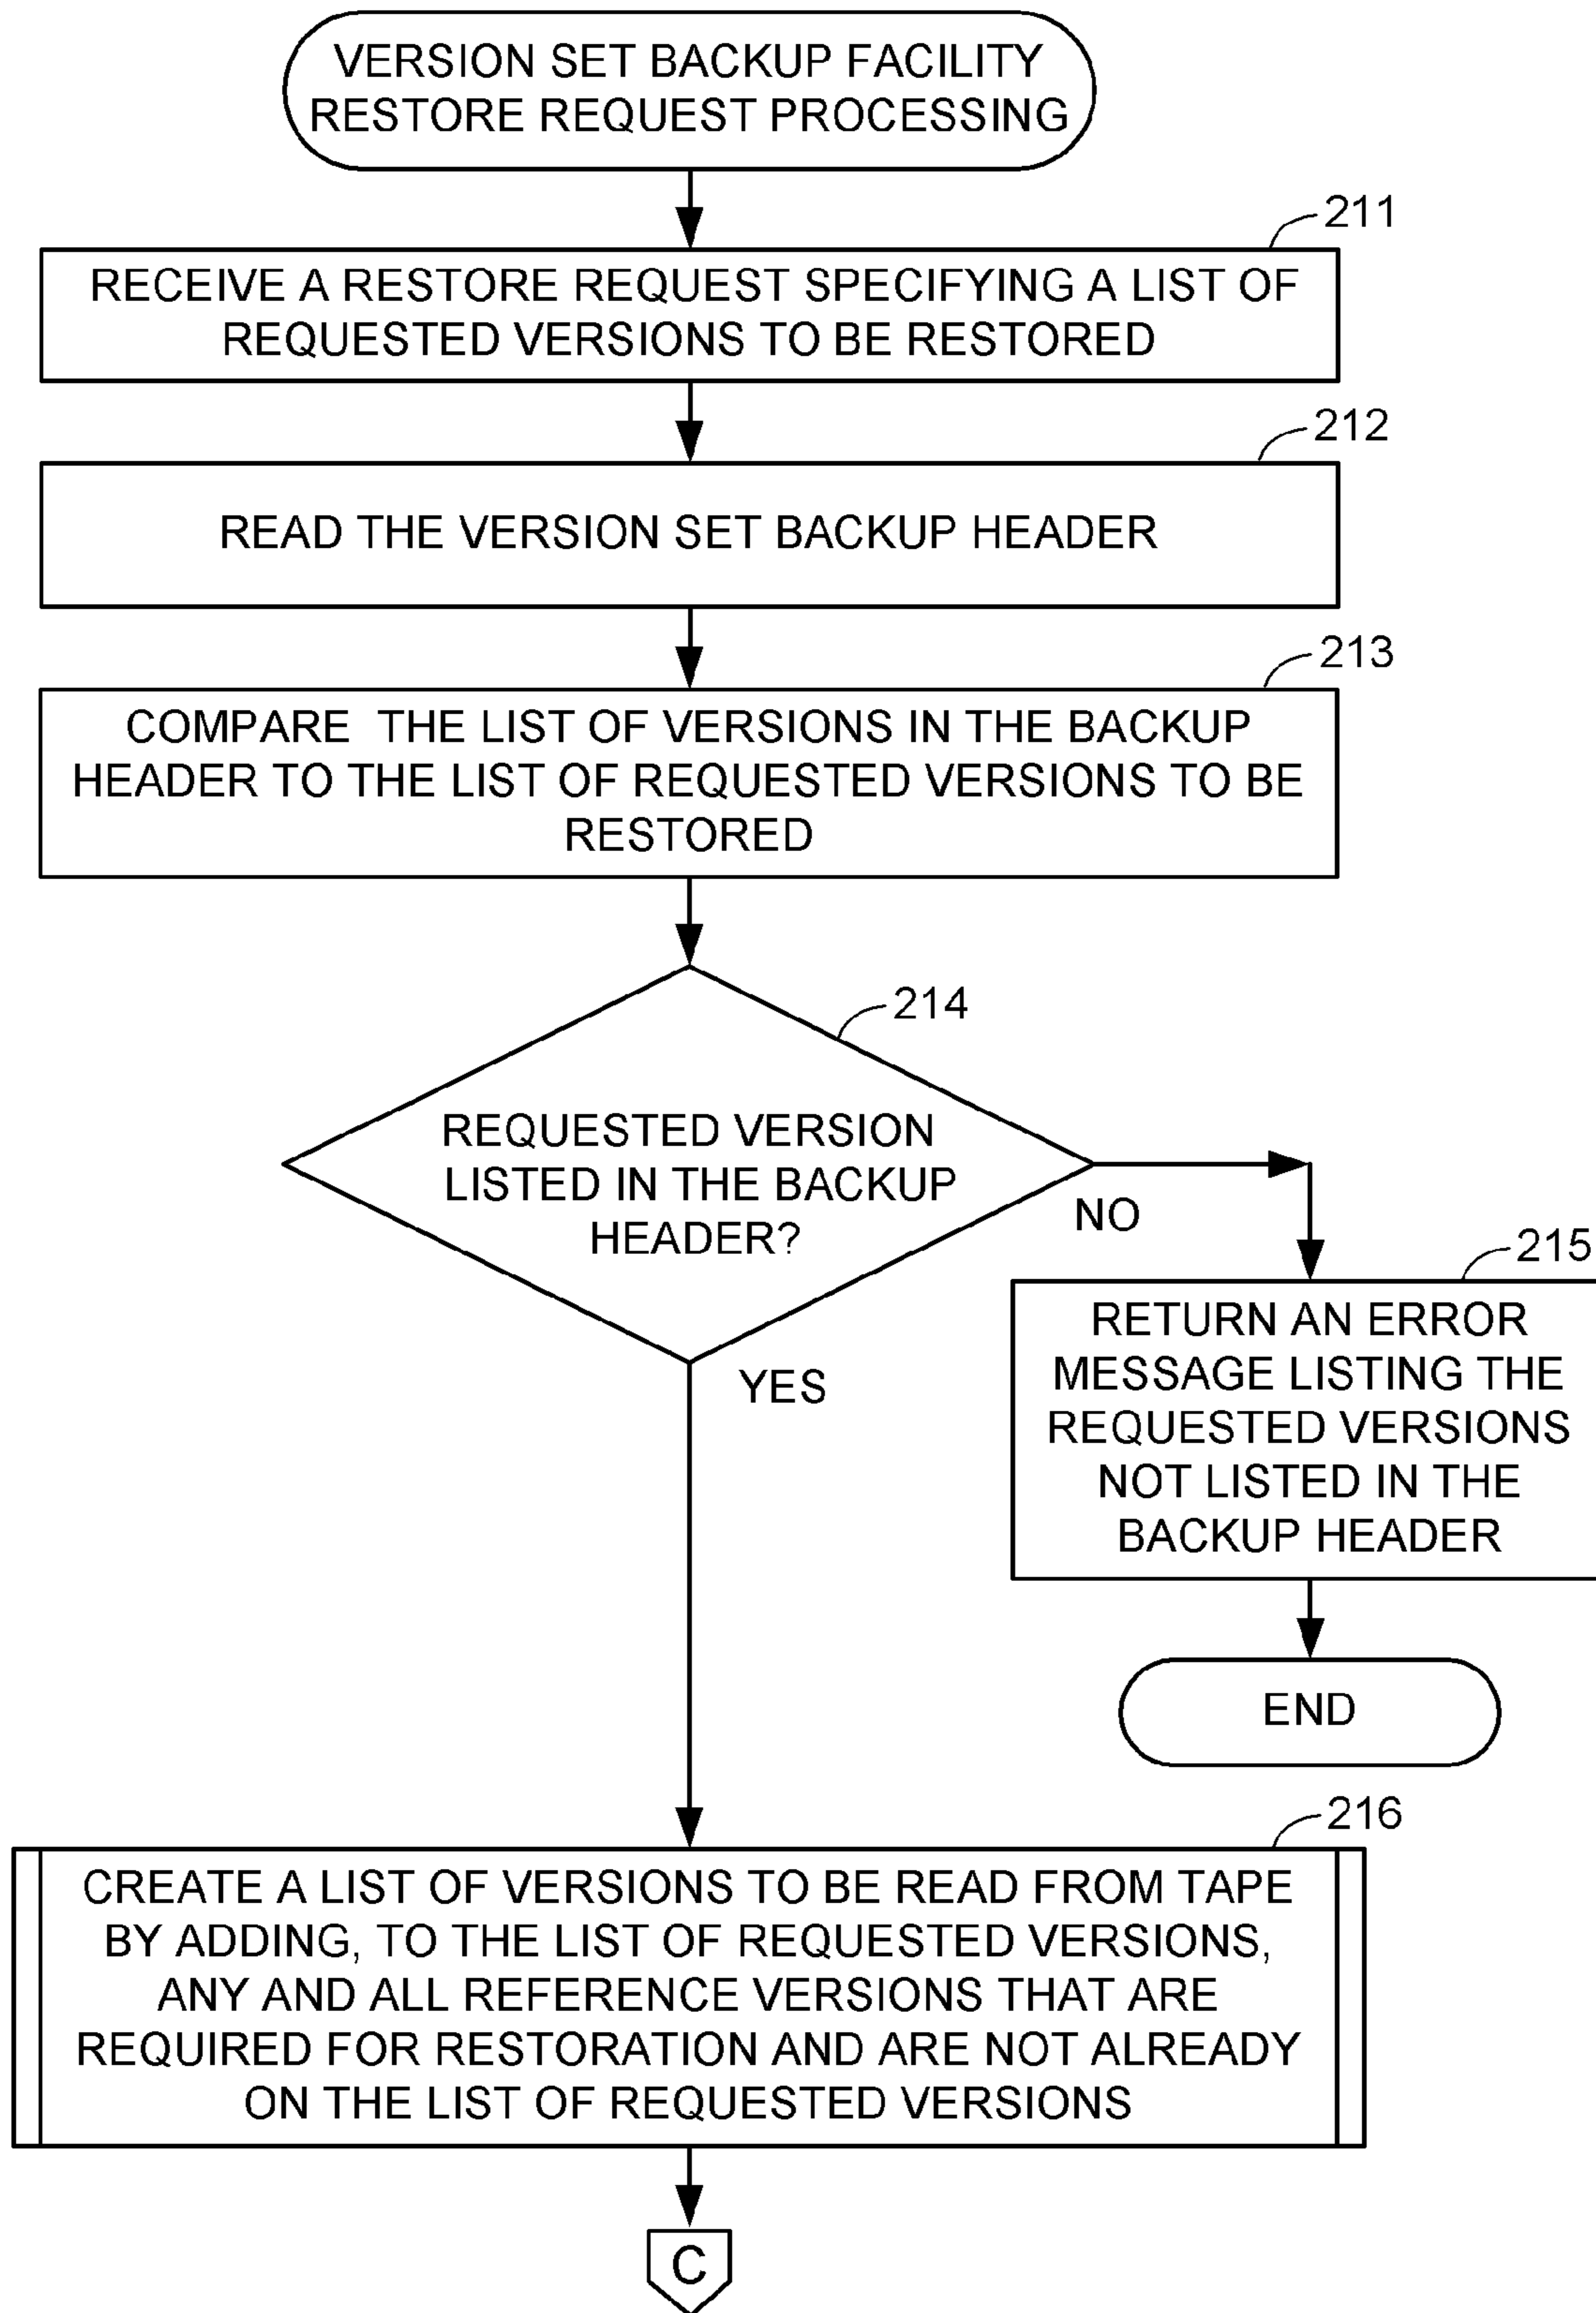 VERSION SET BACKUP FACILITY
RESTORE REQUEST PROCESSING
211
RECEIVE A RESTORE REQUEST SPECIFYING A LIST OF
REQUESTED VERSIONS TO BE RESTORED
212
READ THE VERSION SET BACKUP HEADER
213
COMPARE THE LIST OF VERSIONS IN THE BACKUP
HEADER TO THE LIST OF REQUESTED VERSIONS TO BE
RESTORED
214
REQUESTED VERSION
LISTED IN THE BACKUP
HEADER?
NO
YES
215
RETURN AN ERROR
MESSAGE LISTING THE
REQUESTED VERSIONS
NOT LISTED IN THE
BACKUP HEADER
END
216
CREATE A LIST OF VERSIONS TO BE READ FROM TAPE
BY ADDING, TO THE LIST OF REQUESTED VERSIONS,
ANY AND ALL REFERENCE VERSIONS THAT ARE
REQUIRED FOR RESTORATION AND ARE NOT ALREADY
ON THE LIST OF REQUESTED VERSIONS
C